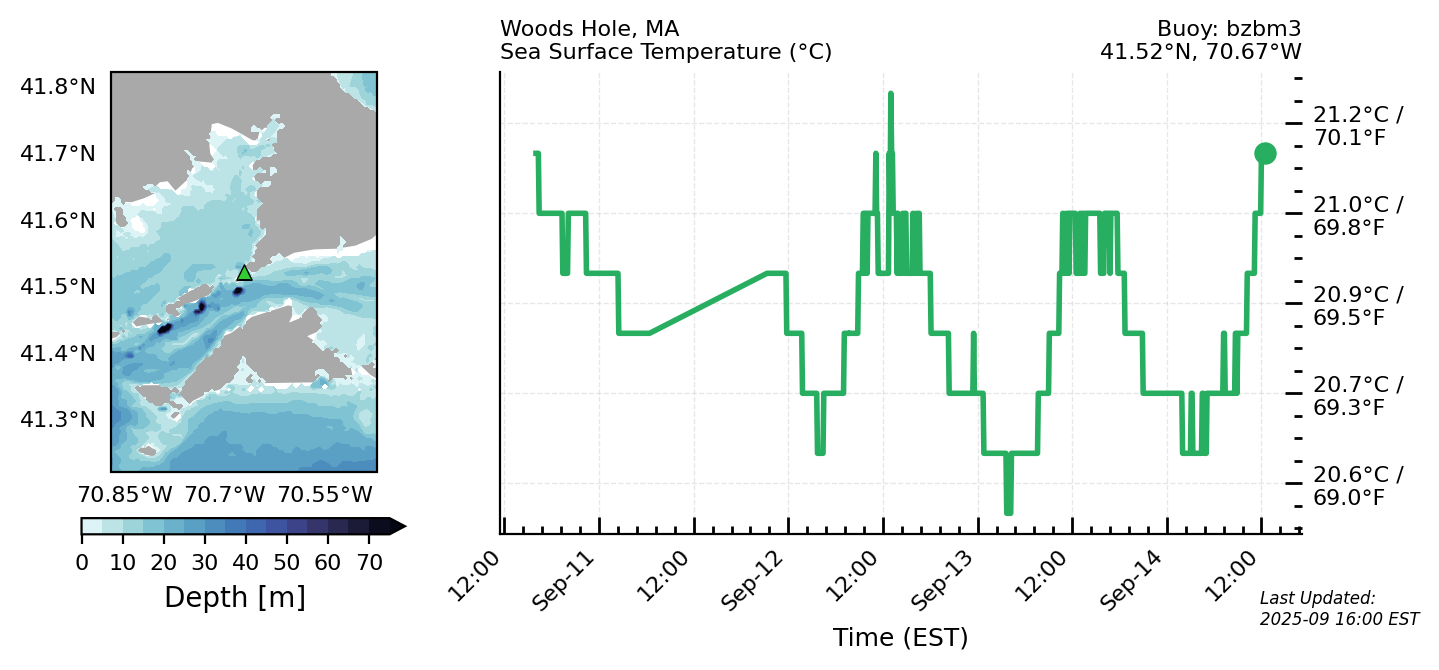 Woods Hole, MA
Sea Surface Temperature (°C)
Buoy: bzbm3
41.52°N, 70.67°W
41.8°N
41.7°N
41.6°N
41.5°N
41.4°N
41.3°N
70.85°W 70.7°W 70.55°W
0 10 20 30 40 50 60 70
Depth [m]
21.2°C /
70.1°F
21.0°C /
69.8°F
20.9°C /
69.5°F
20.7°C /
69.3°F
20.6°C /
69.0°F
12:00 Sep-11 12:00 Sep-12 12:00 Sep-13 12:00 Sep-14 12:00
Time (EST)
Last Updated:
2025-09 16:00 EST